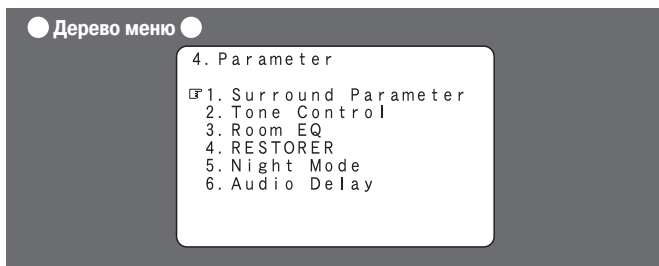 Дерево меню
4. Parameter
☞1. Surround Parameter
2. Tone Control
3. Room EQ
4. RESTORER
5. Night Mode
6. Audio Delay